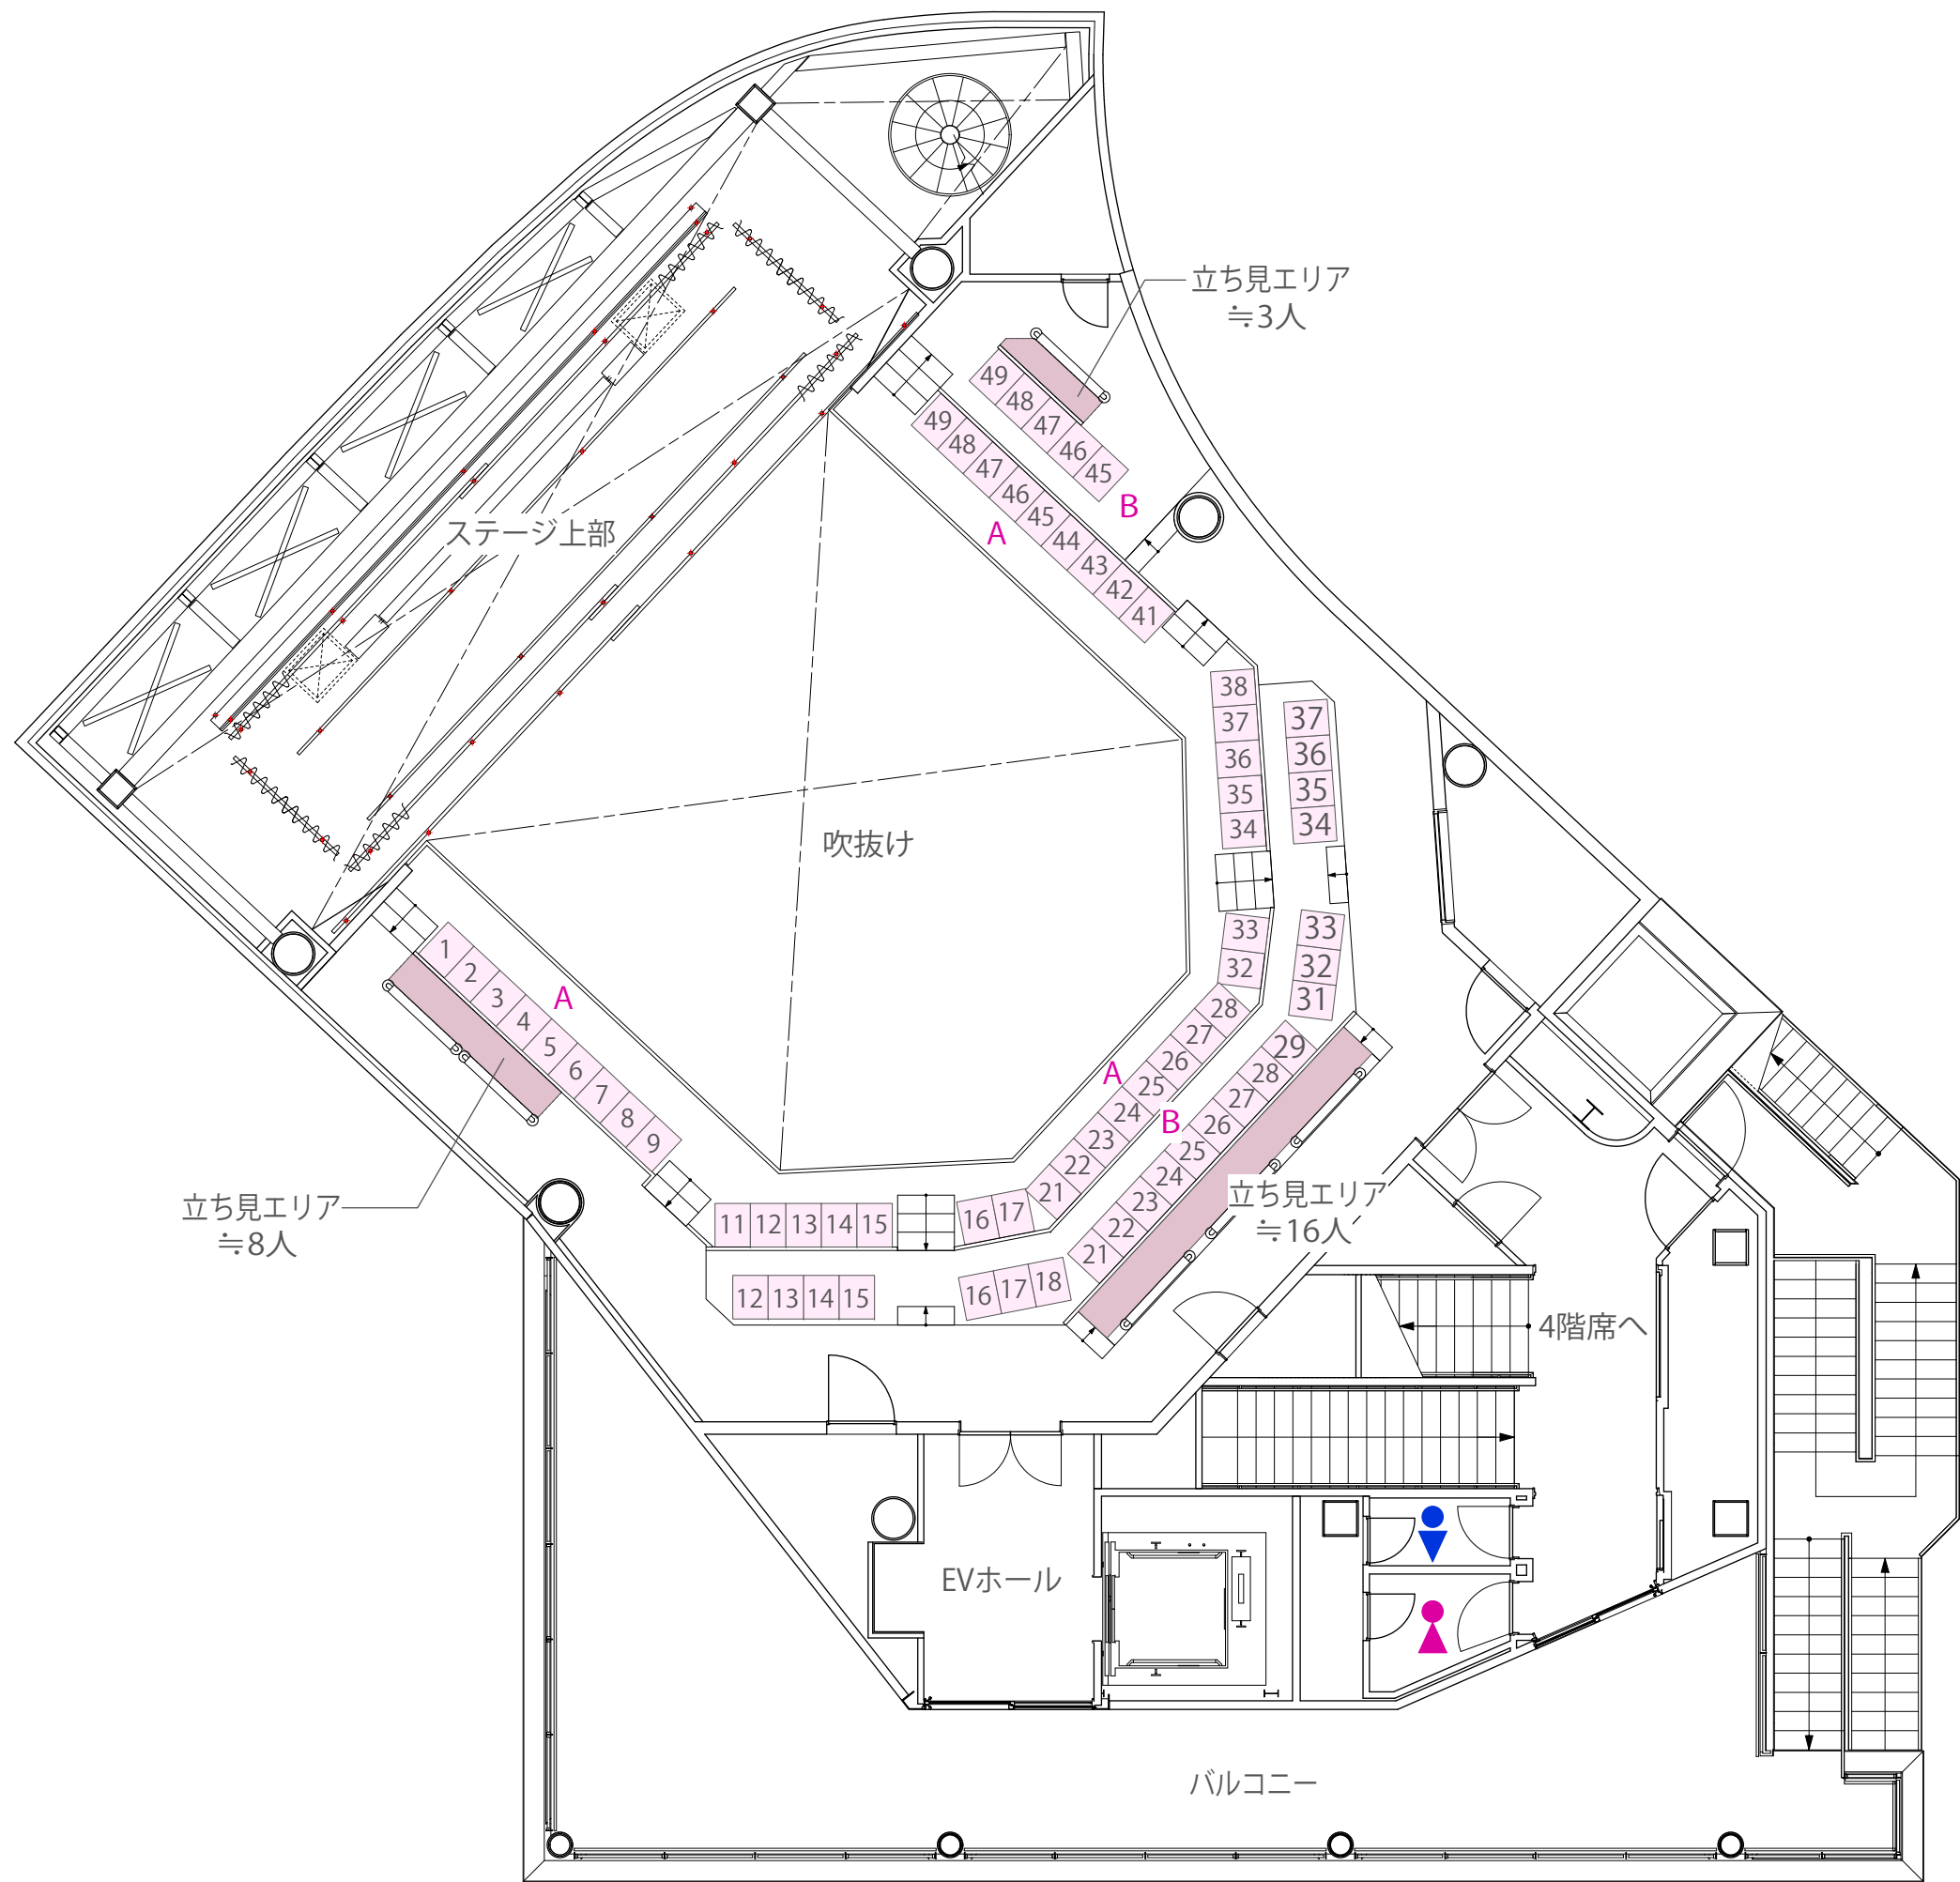 立ち見エリア
≒3人
49
48
47
46
45
B
49
48
47
46
45
44
43
42
41
A
ステージ上部
38
37
36
35
34
37
36
35
34
吹抜け
33
32
33
32
31
1
2
3
4
5
6
7
8
9
A
28
27
26
25
24
23
22
21
A
29
28
27
26
25
24
23
22
21
B
立ち見エリア
≒16人
立ち見エリア
≒8人
11 12 13 14 15
16 17
12 13 14 15
16 17 18
4階席へ
EVホール
バルコニー